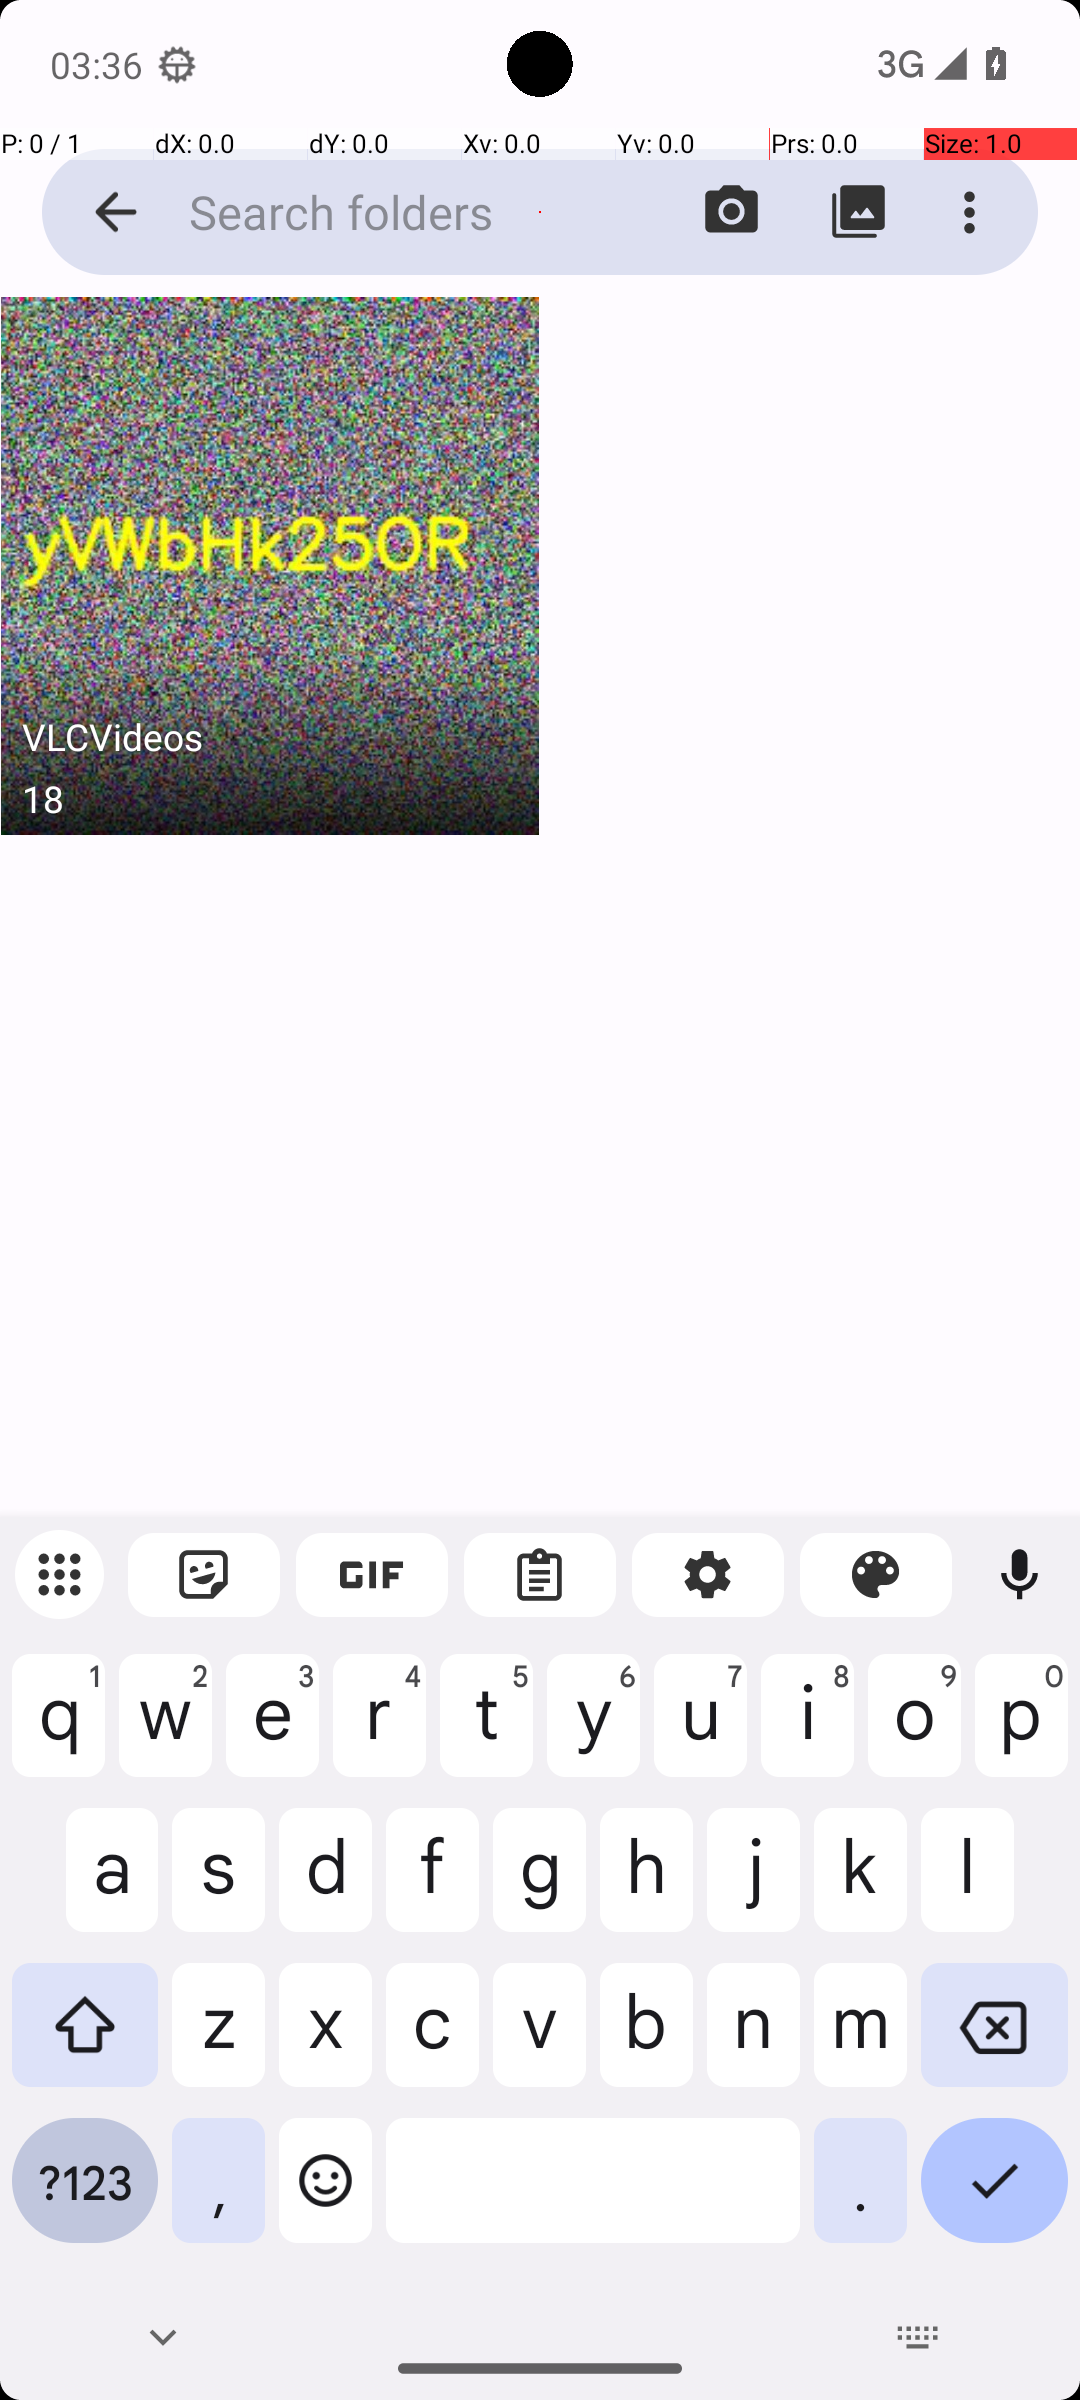 03:36
3G
P: 0 / 1 dX: 0.0 dY: 0.0 Xv: 0.0 Yv: 0.0 Prs: 0.0 Size: 1.0
Search folders
yVWbHk25OR
VLCVideos
18
GIF
q 1 w 2 e 3 r 4 t 5 y 6 u 7 i 8 o 9 p 0
a s d f g h j k l
z x c v b n m
?123 , .